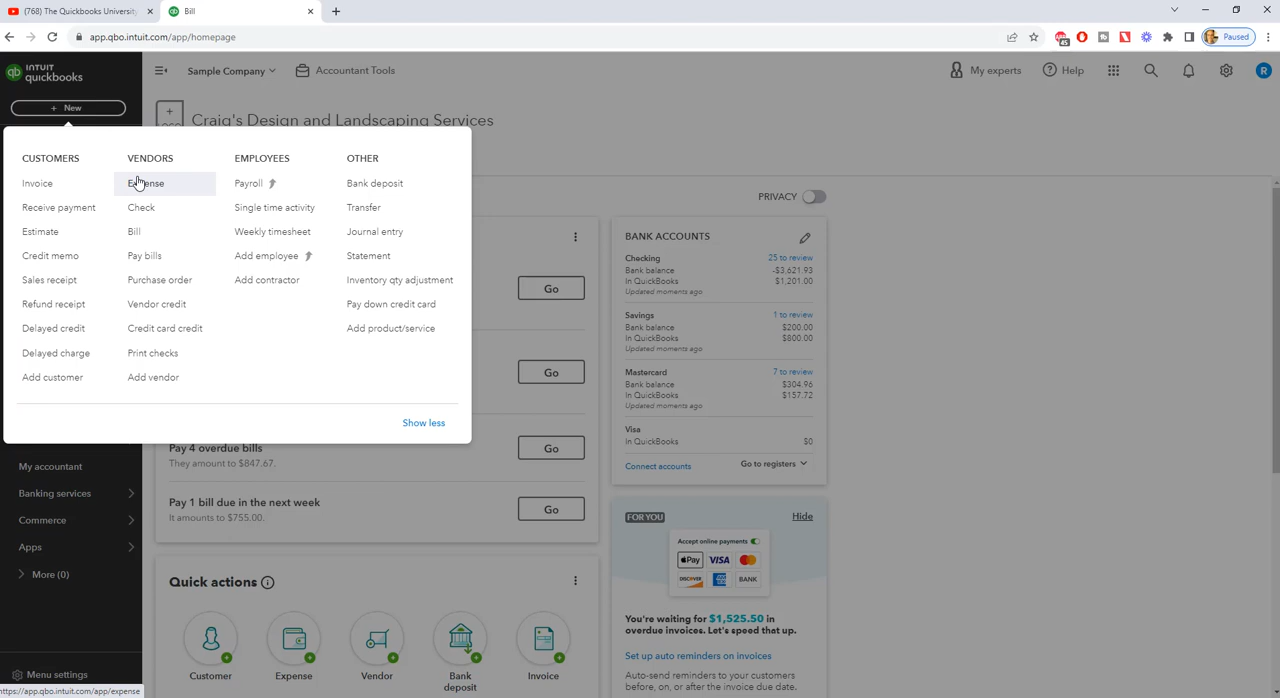 (768) The Quickbooks University
Bill
app.qbo.intuit.com/app/homepage
45
Paused
INTUIT
quickbooks
qb
Sample Company
Accountant Tools
My experts
Help
R
+ New
+
Craig's Design and Landscaping Services
PRIVACY
CUSTOMERS
Invoice
Receive payment
Estimate
Credit memo
Sales receipt
Refund receipt
Delayed credit
Delayed charge
Add customer
VENDORS
Expense
Check
Bill
Pay bills
Purchase order
Vendor credit
Credit card credit
Print checks
Add vendor
EMPLOYEES
Payroll
Single time activity
Weekly timesheet
Add employee
Add contractor
OTHER
Bank deposit
Transfer
Journal entry
Statement
Inventory qty adjustment
Pay down credit card
Add product/service
Show less
My accountant
Banking services
Commerce
Apps
More (0)
Menu settings
https://app.qbo.intuit.com/app/expense
Go
Go
Pay 4 overdue bills
They amount to $847.67.
Go
Pay 1 bill due in the next week
It amounts to $755.00.
Go
Quick actions
Customer
Expense
Vendor
Bank
deposit
Invoice
BANK ACCOUNTS
Checking 25 to review
Bank balance -$3,621.93
In QuickBooks $1,201.00
Updated moments ago
Savings 1 to review
Bank balance $200.00
In QuickBooks $800.00
Updated moments ago
Mastercard 7 to review
Bank balance $304.96
In QuickBooks $157.72
Updated moments ago
Visa
In QuickBooks $0
Connect accounts
Go to registers
FOR YOU
Hide
Accept online payments
Pay VISA
DISCOVER BANK
You're waiting for $1,525.50 in
overdue invoices. Let's speed that up.
Set up auto reminders on invoices
Auto-send reminders to your customers
before, on, or after the invoice due date.